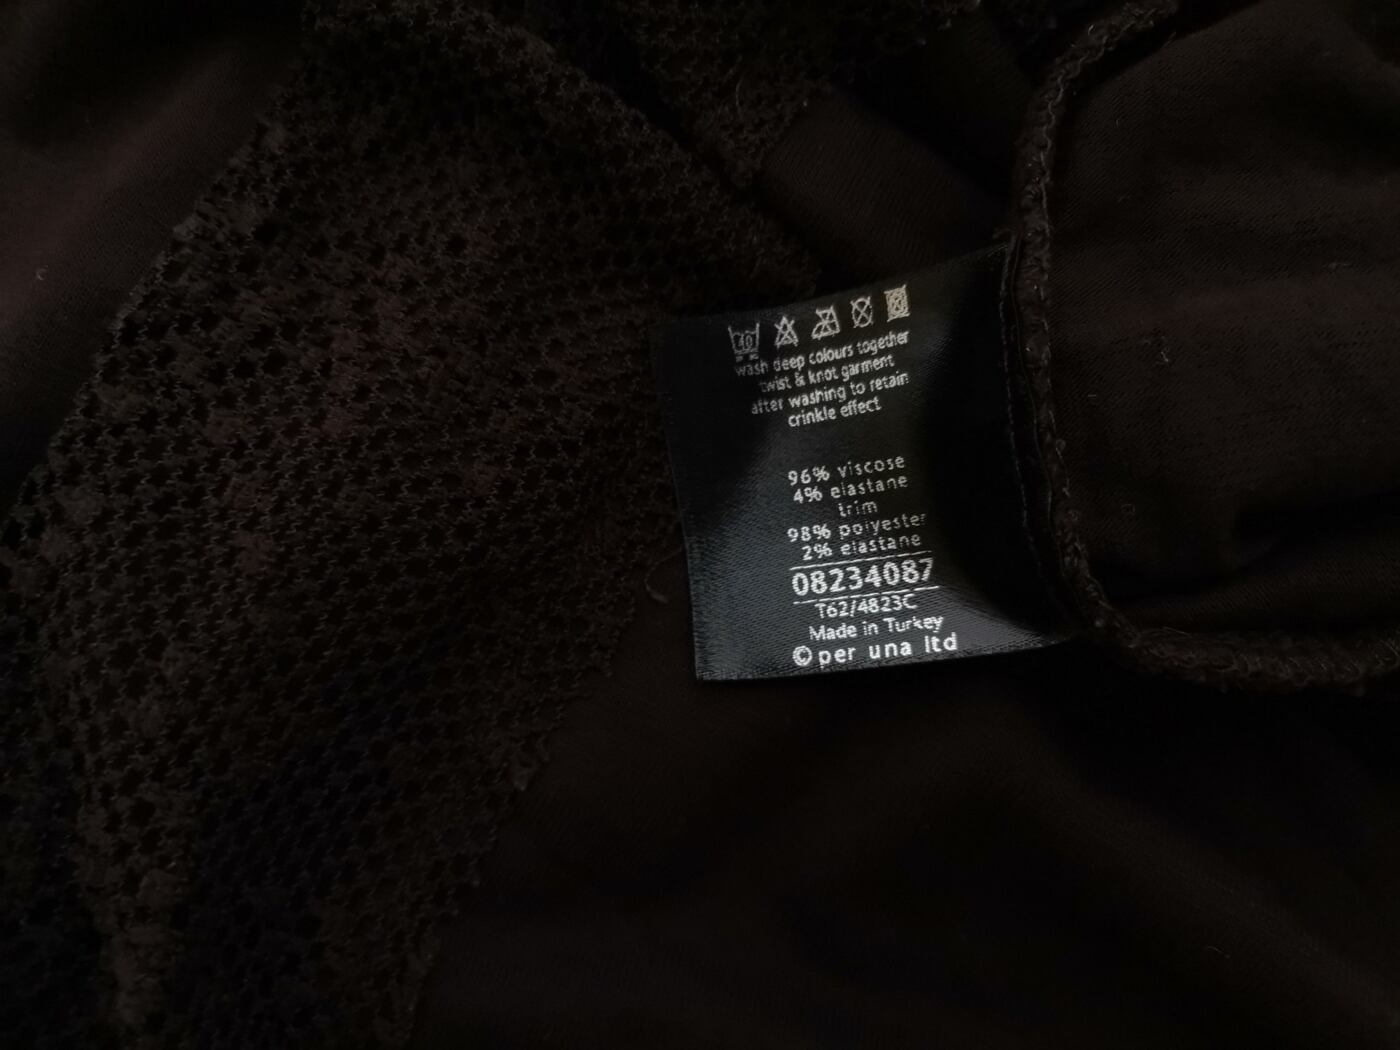 40
wash deep colours together
twist & knot garment
after washing to retain
crinkle effect
96% viscose
4% elastane
trim
98% polyester
2% elastane
08234087
T62/4823C
Made in Turkey
© per una ltd